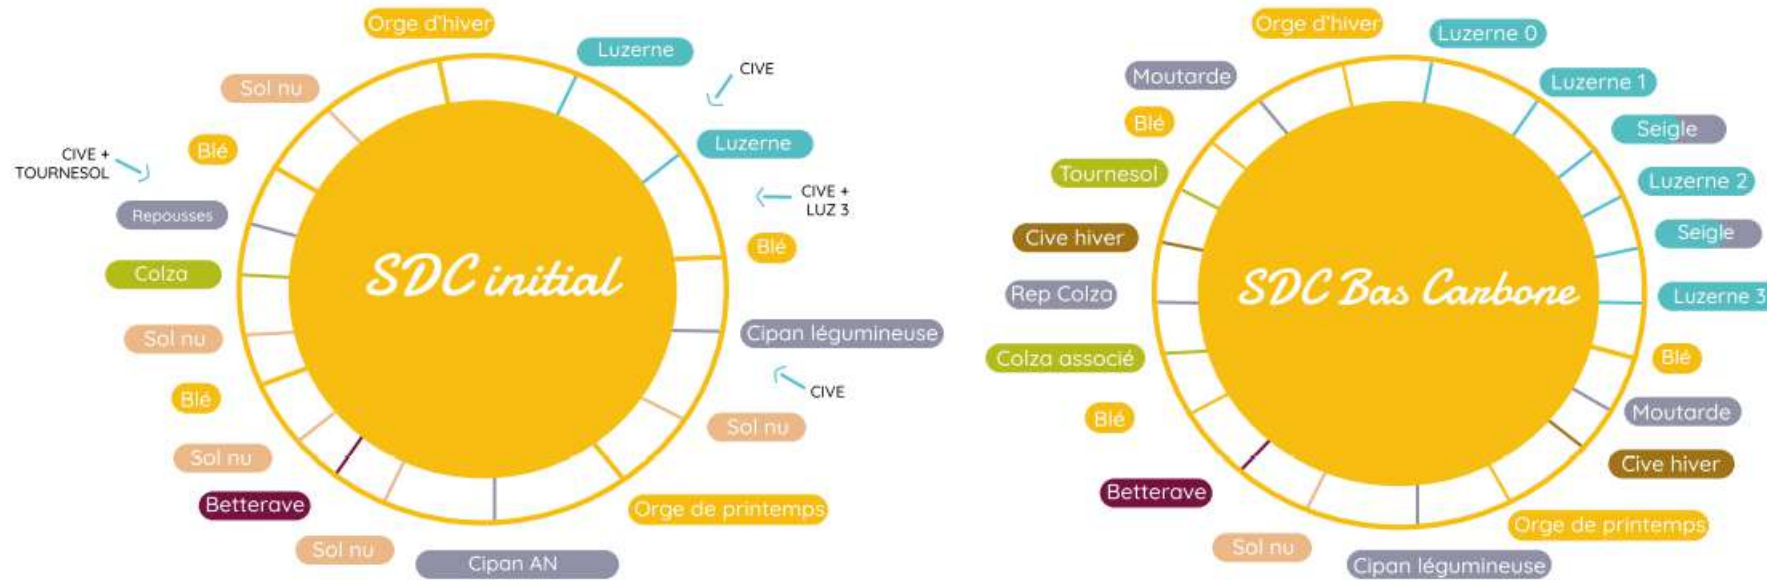 Orge d'hiver
Luzerne
CIVE
Luzerne
CIVE +
LUZ 3
Blé
Cipan légumineuse
CIVE
Sol nu
Orge de printemps
Cipan AN
Sol nu
Betterave
Sol nu
Blé
Sol nu
Colza
Repousses
CIVE +
TOURNESOL
Blé
Sol nu
SDC initial
Orge d'hiver
Luzerne 0
Luzerne 1
Seigle
Luzerne 2
Seigle
Luzerne 3
Blé
Moutarde
Cive hiver
Orge de printemps
Cipan légumineuse
Sol nu
Betterave
Blé
Colza associé
Rep Colza
Cive hiver
Tournesol
Blé
Moutarde
SDC Bas Carbone